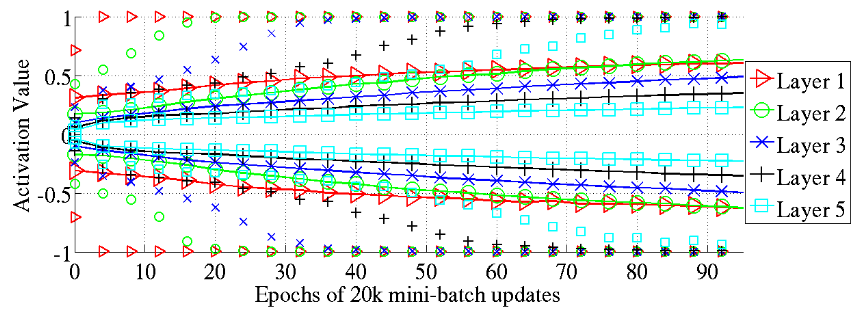 1
0.5
0
-0.5
-1
Activation Value
0 10 20 30 40 50 60 70 80 90
Epochs of 20k mini-batch updates
Layer 1
Layer 2
Layer 3
Layer 4
Layer 5